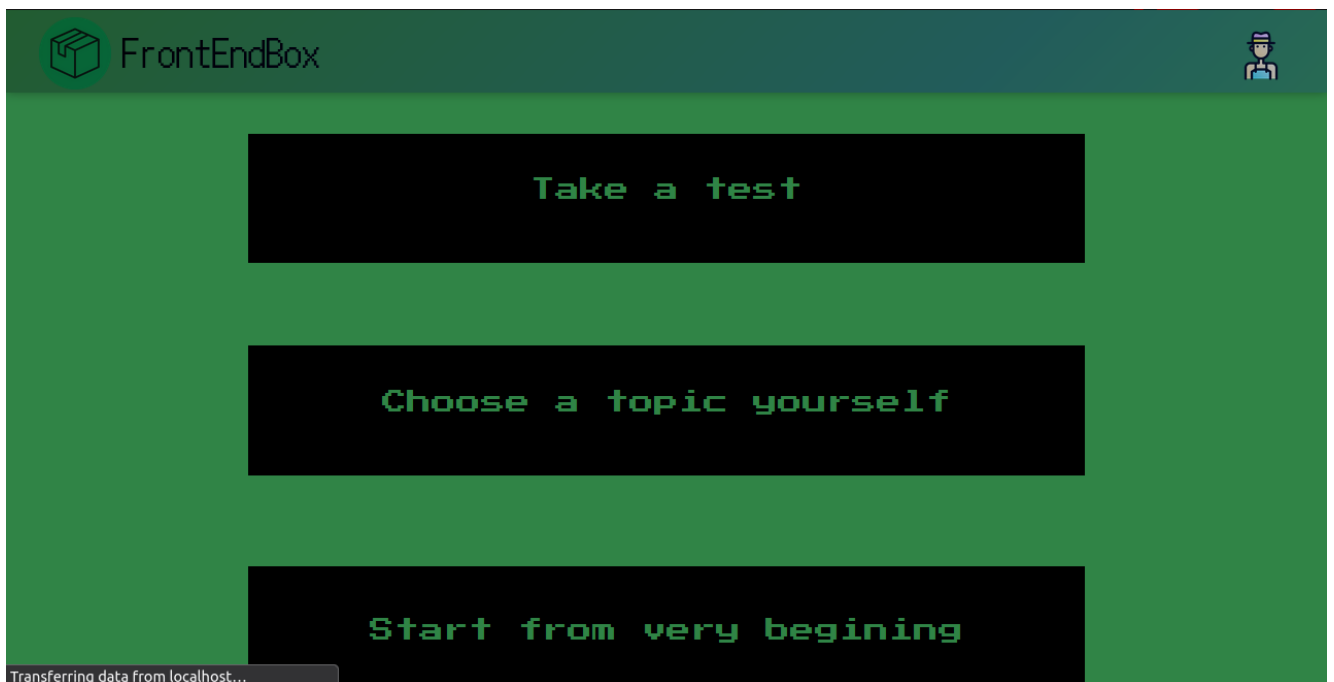 FrontEndBox
Take a test
Choose a topic yourself
Start from very begining
Transferring data from localhost...